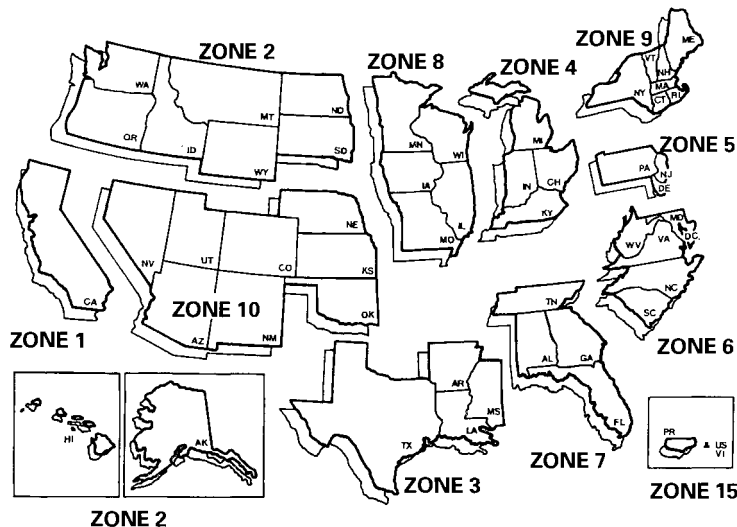 ZONE 2
ZONE 8
ZONE 4
ZONE 9
ME
VT
NH
NY
MA
CT
RI
WA
MT
ND
OR
ID
WY
SD
MN
WI
MI
IA
IL
MO
IN
OH
KY
ZONE 5
PA
NJ
DE
MD
DC
WV
VA
NC
SC
ZONE 6
NE
NV
UT
CO
KS
CA
ZONE 10
AZ
NM
OK
ZONE 1
TN
AL
GA
FL
ZONE 7
AR
MS
LA
TX
ZONE 3
HI
AK
ZONE 2
PR
US
VI
ZONE 15